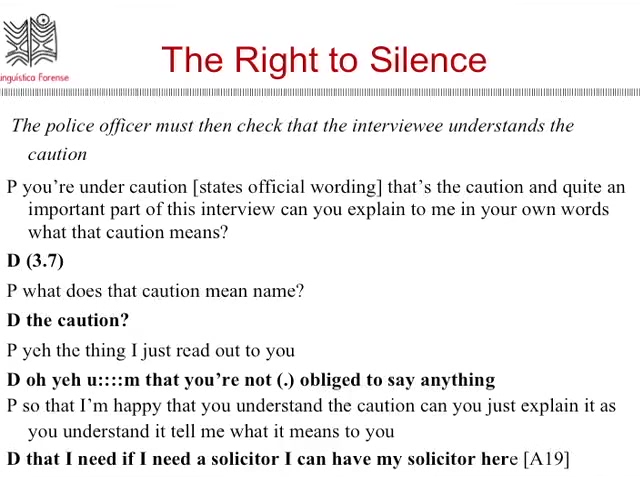 The Right to Silence
inguística Forense
The police officer must then check that the interviewee understands the
caution
P you're under caution [states official wording] that's the caution and quite an
important part of this interview can you explain to me in your own words
what that caution means?
D (3.7)
P what does that caution mean name?
D the caution?
P yeh the thing I just read out to you
D oh yeh u::::m that you're not (.) obliged to say anything
P so that I'm happy that you understand the caution can you just explain it as
you understand it tell me what it means to you
D that I need if I need a solicitor I can have my solicitor here [A19]